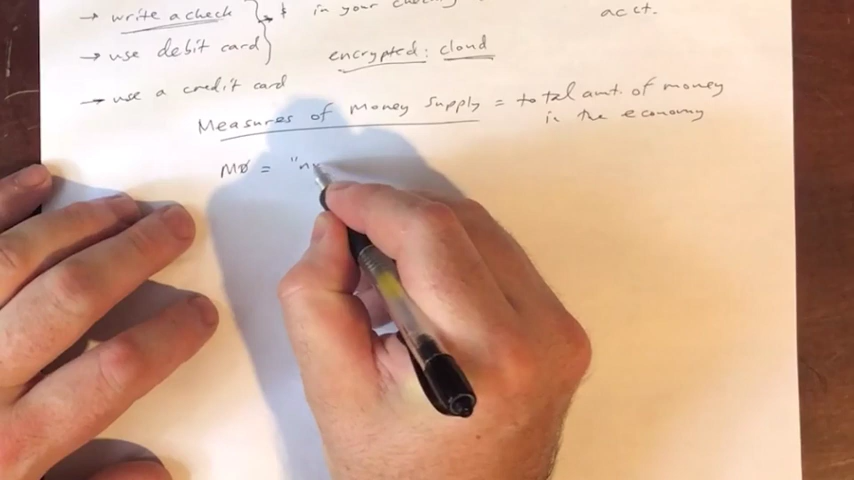 → write a check $ in your checking acct.
→ use debit card encrypted: cloud
→ use a credit card
Measures of Money Supply = total amt. of money
in the economy
MØ = "